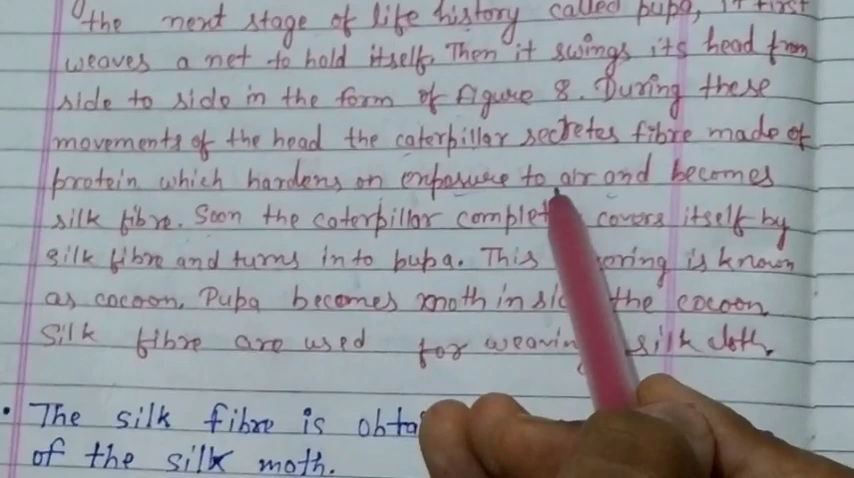 the next stage of life history called pupa, it first
weaves a net to hold itself. Then it swings its head from
side to side in the form of figure 8. During these
movements of the head the caterpillar secretes fibre made of
protein which hardens on exposure to air and becomes
silk fibre. Soon the caterpillar complet covers itself by
silk fibre and turns in to pupa. This ering is known
as cocoon. Pupa becomes moth in sid the cocoon.
Silk fibre are used for weavin silk cloth.
• The silk fibre is obta
of the silk moth.